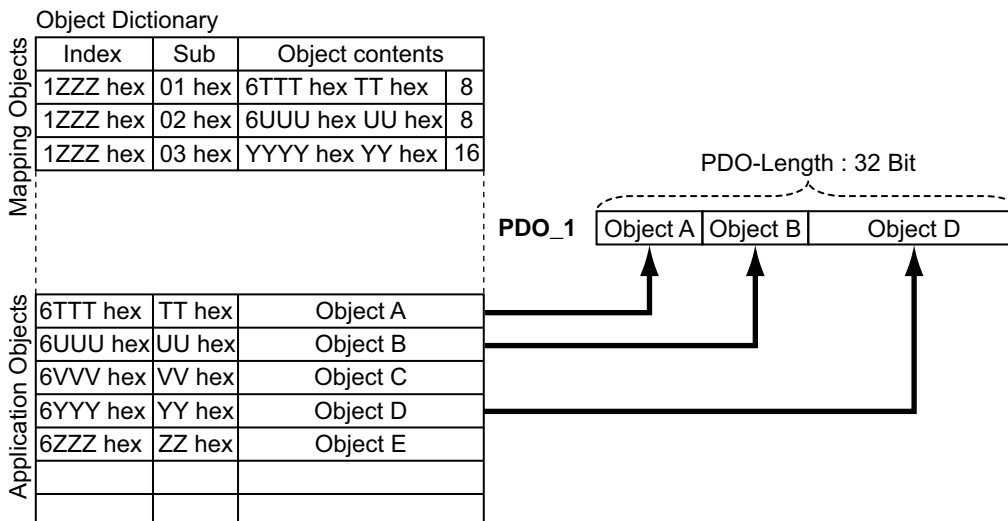 Object Dictionary
Mapping Objects
Index Sub Object contents
1ZZZ hex 01 hex 6TTT hex TT hex 8
1ZZZ hex 02 hex 6UUU hex UU hex 8
1ZZZ hex 03 hex YYYY hex YY hex 16
PDO-Length : 32 Bit
PDO_1 Object A Object B Object D
Application Objects
6TTT hex TT hex Object A
6UUU hex UU hex Object B
6VVV hex VV hex Object C
6YYY hex YY hex Object D
6ZZZ hex ZZ hex Object E